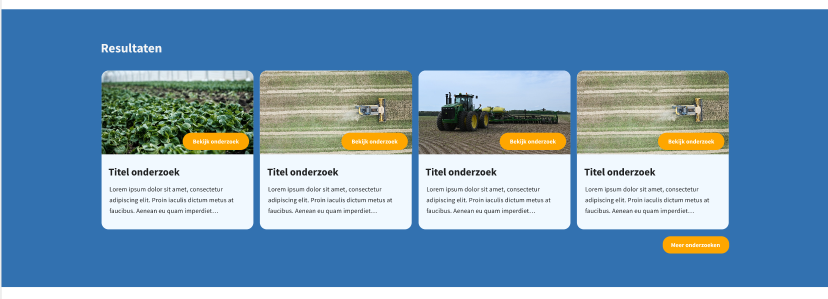 Resultaten
Bekijk onderzoek
Bekijk onderzoek
Bekijk onderzoek
Bekijk onderzoek
Titel onderzoek
Titel onderzoek
Titel onderzoek
Titel onderzoek
Lorem ipsum dolor sit amet, consectetur
adipiscing elit. Proin iaculis dictum metus at
faucibus. Aenean eu quam imperdiet...
Lorem ipsum dolor sit amet, consectetur
adipiscing elit. Proin iaculis dictum metus at
faucibus. Aenean eu quam imperdiet...
Lorem ipsum dolor sit amet, consectetur
adipiscing elit. Proin iaculis dictum metus at
faucibus. Aenean eu quam imperdiet...
Lorem ipsum dolor sit amet, consectetur
adipiscing elit. Proin iaculis dictum metus at
faucibus. Aenean eu quam imperdiet...
Meer onderzoeken